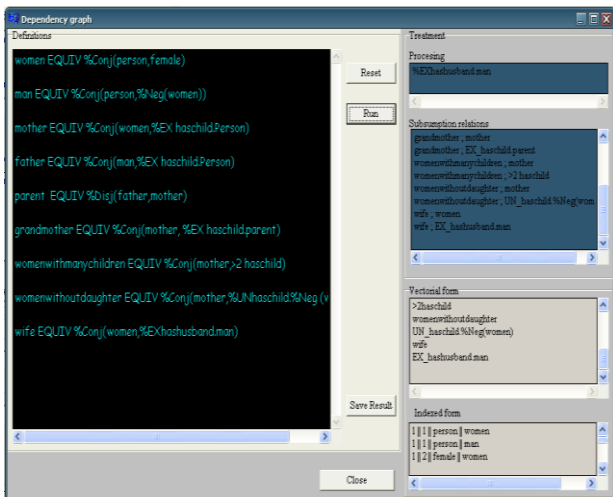 Dependency graph
Definitions
women EQUIV %Conj(person,female)
man EQUIV %Conj(person,%Neg(women))
mother EQUIV %Conj(women,%EX haschild.Person)
father EQUIV %Conj(man,%EX haschild.Person)
parent EQUIV %Disj(father,mother)
grandmother EQUIV %Conj(mother, %EX haschild.parent)
womenwithmanychildren EQUIV %Conj(mother,>2 haschild)
womenwithoutdaughter EQUIV %Conj(mother,%UNhaschild.%Neg (v
wife EQUIV %Conj(women,%EXhashusband.man)
Reset
Run
Save Result
Close
Treatment
Procesing
%EXhashusband.man
Subsumption relations
grandmother ; mother
grandmother ; EX_haschild.parent
womenwithmanychildren ; mother
womenwithmanychildren ; >2 haschild
womenwithoutdaughter ; mother
womenwithoutdaughter ; UN_haschild.%Neg(wom
wife ; women
wife ; EX_hashusband.man
Vectorial form
>2haschild
womenwithoutdaughter
UN_haschild.%Neg(women)
wife
EX_hashusband.man
Indexed form
1||1||person||women
1||1||person||man
1||2||female||women